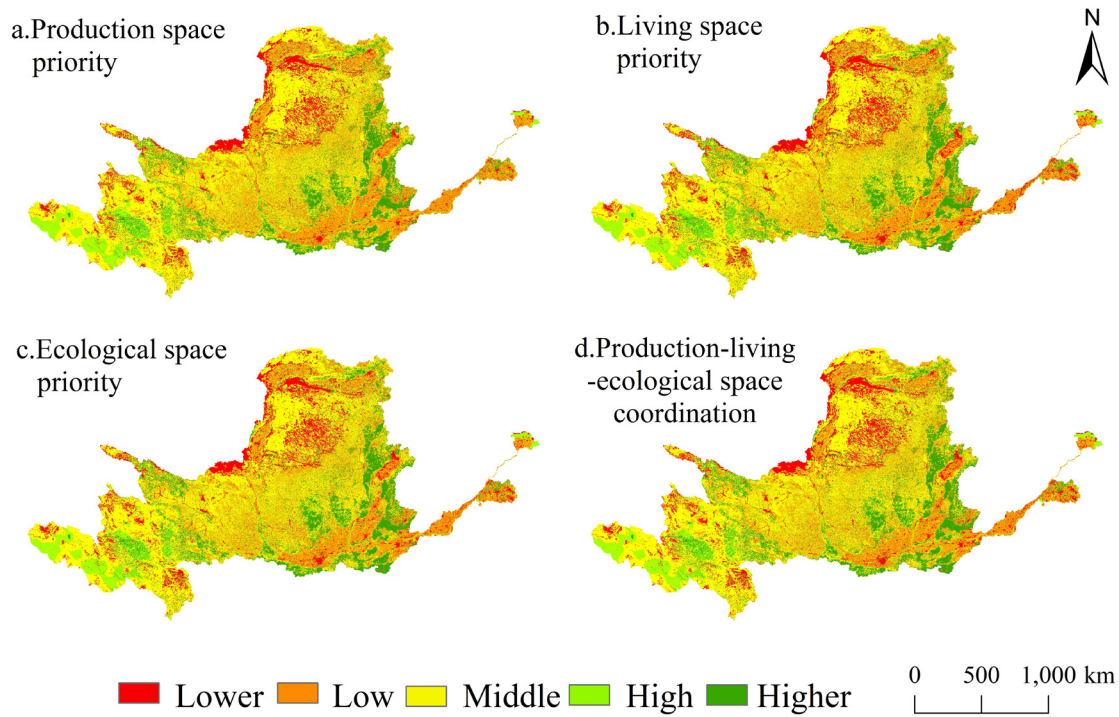 a.Production space
priority
b.Living space
priority
N
c.Ecological space
priority
d.Production-living
-ecological space
coordination
Lower Low Middle High Higher
0 500 1,000 km